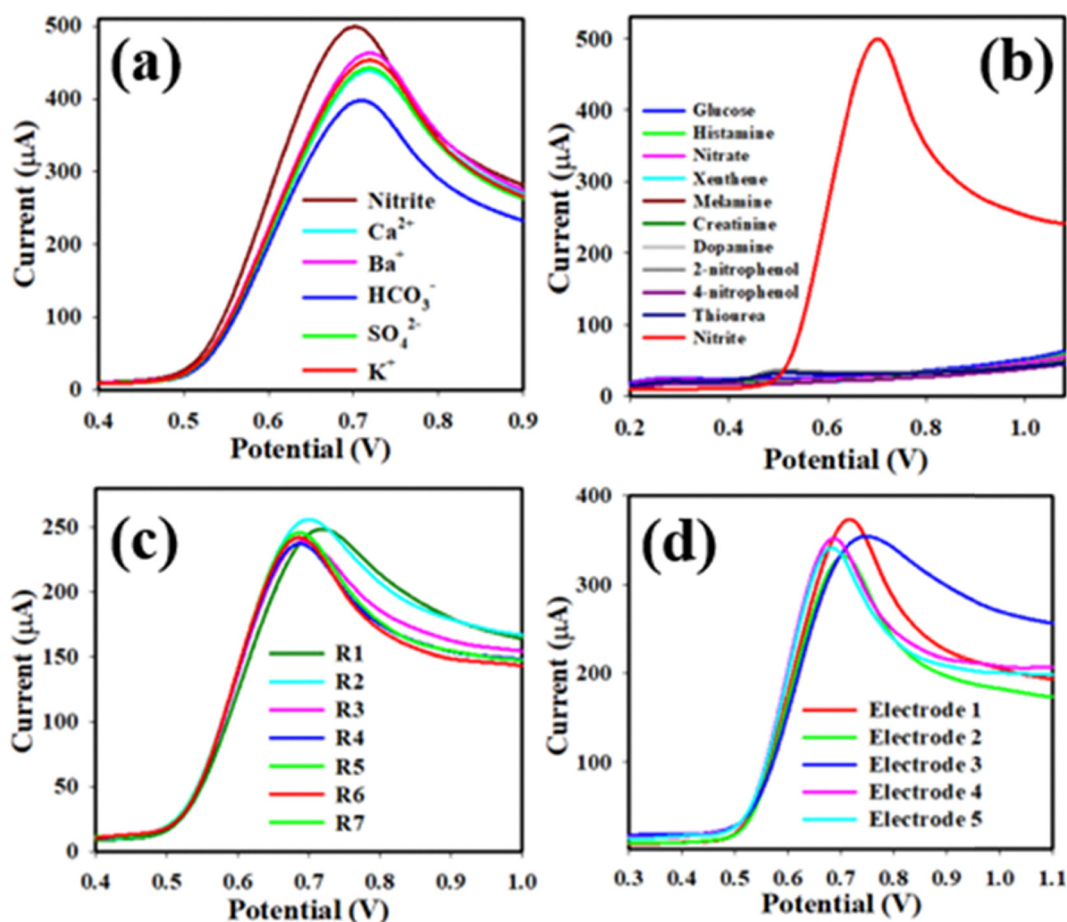 (a)
500
400
300
200
100
0
Current (µA)
Nitrite
Ca2+
Ba+
HCO3-
SO42-
K+
0.4 0.5 0.6 0.7 0.8 0.9
Potential (V)
(b)
500
400
300
200
100
0
Current (µA)
Glucose
Histamine
Nitrate
Xenthene
Melamine
Creatinine
Dopamine
2-nitrophenol
4-nitrophenol
Thiourea
Nitrite
0.2 0.4 0.6 0.8 1.0
Potential (V)
(c)
250
200
150
100
50
0
Current (µA)
R1
R2
R3
R4
R5
R6
R7
0.4 0.5 0.6 0.7 0.8 0.9 1.0
Potential (V)
(d)
400
300
200
100
Current (µA)
Electrode 1
Electrode 2
Electrode 3
Electrode 4
Electrode 5
0.3 0.4 0.5 0.6 0.7 0.8 0.9 1.0 1.1
Potential (V)